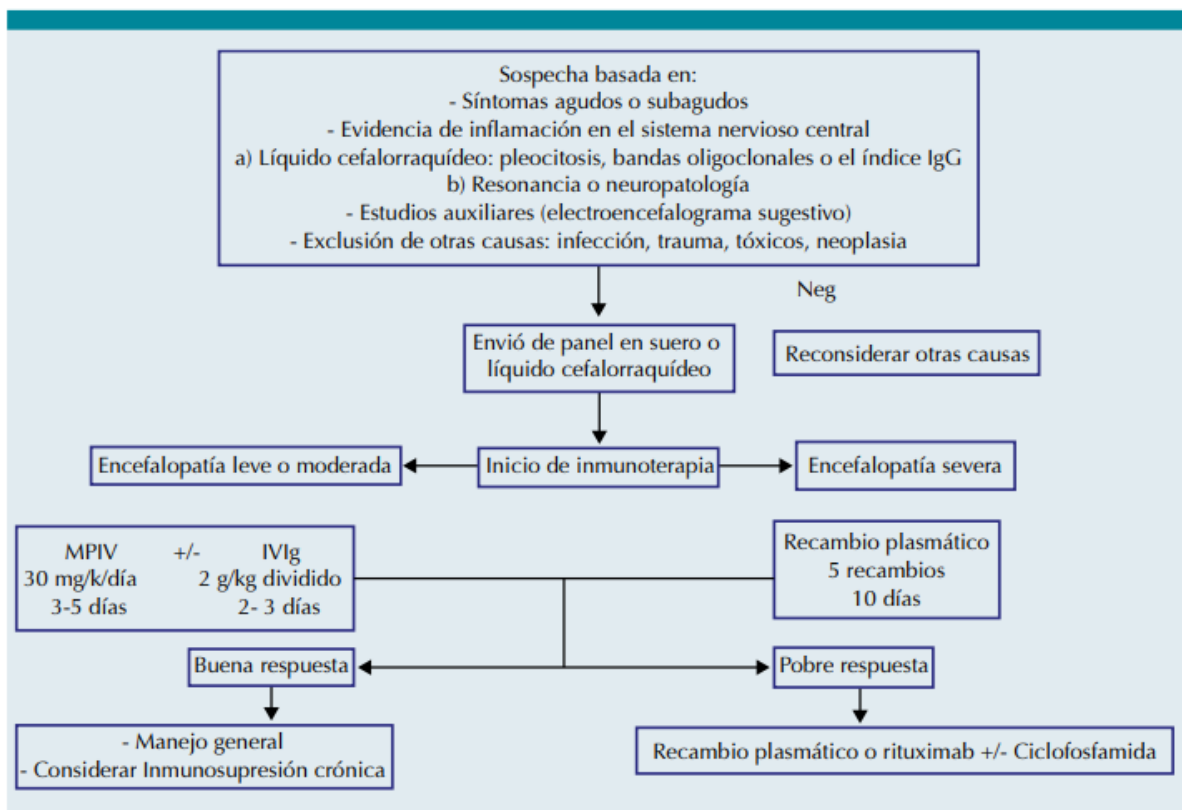 Sospecha basada en:
- Síntomas agudos o subagudos
- Evidencia de inflamación en el sistema nervioso central
a) Líquido cefalorraquídeo: pleocitosis, bandas oligoclonales o el índice IgG
b) Resonancia o neuropatología
- Estudios auxiliares (electroencefalograma sugestivo)
- Exclusión de otras causas: infección, trauma, tóxicos, neoplasia
Neg
Envió de panel en suero o
líquido cefalorraquídeo
Reconsiderar otras causas
Encefalopatía leve o moderada
Inicio de inmunoterapia
Encefalopatía severa
MPIV +/- IVIg
30 mg/k/día 2 g/kg dividido
3-5 días 2- 3 días
Recambio plasmático
5 recambios
10 días
Buena respuesta
Pobre respuesta
- Manejo general
- Considerar Inmunosupresión crónica
Recambio plasmático o rituximab +/- Ciclofosfamida